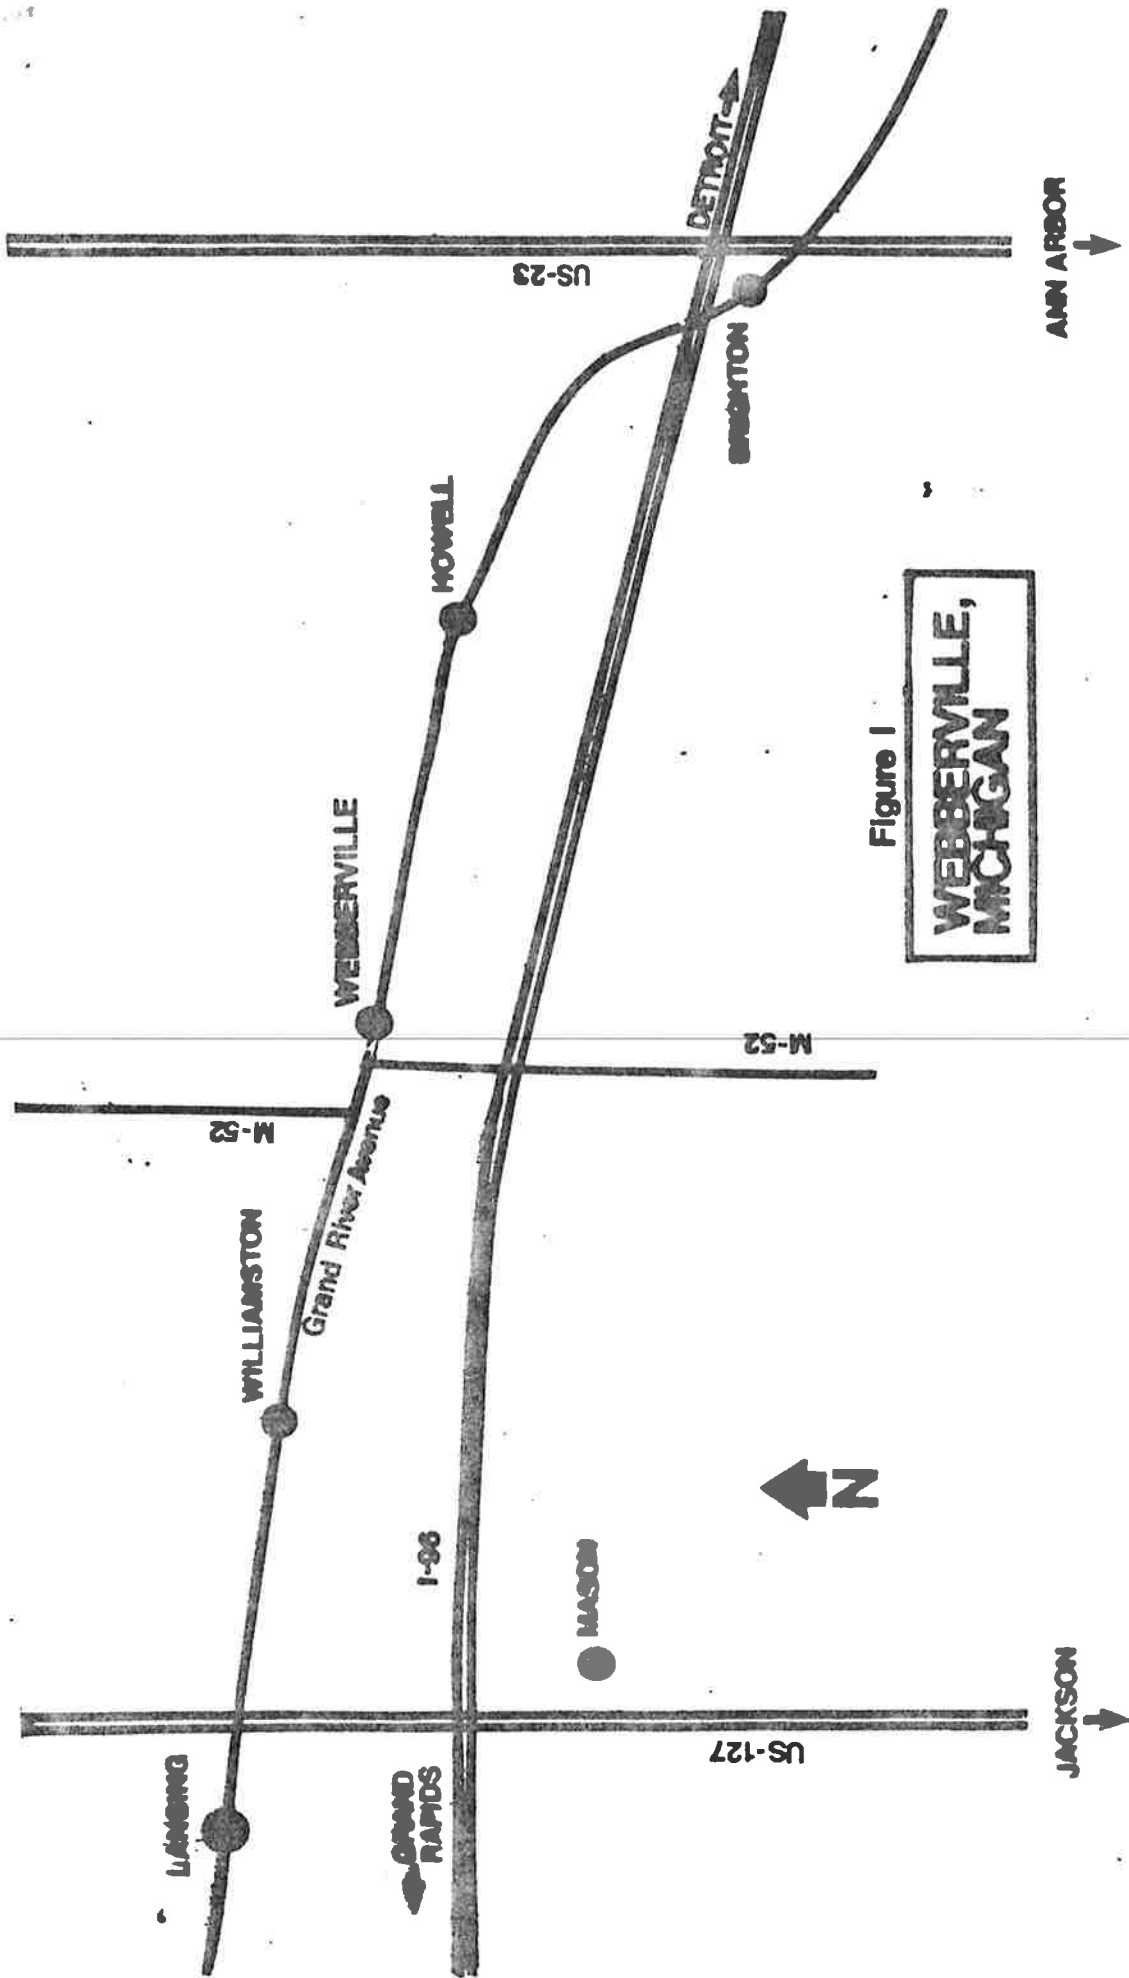 LANSING
GRAND
RAPIDS
US-127
JACKSON
I-96
MASON
N
WILLIAMSTON
Grand River Avenue
M-52
WEBBERVILLE
M-52
HOWELL
BRIGHTON
US-23
DETROIT
ANN ARBOR
Figure I
WEBBERVILLE,
MICHIGAN